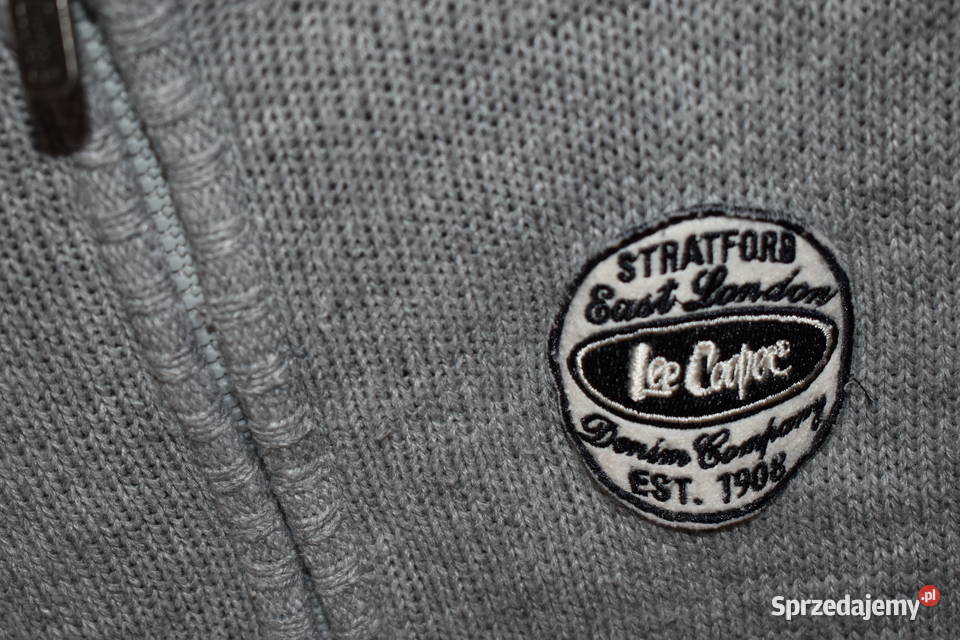 STRATFORD
East London
Lee Cooper®
Denim Company
EST. 1908
Sprzedajemy.pl